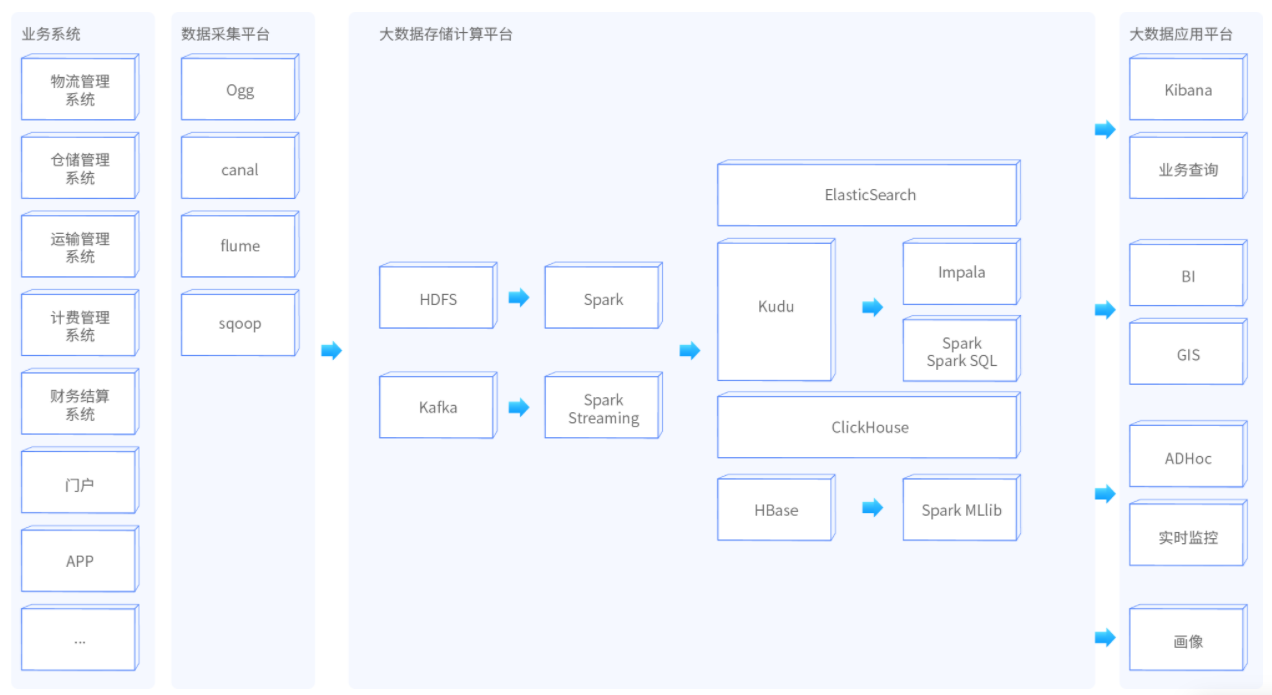 业务系统
物流管理
系统
仓储管理
系统
运输管理
系统
计费管理
系统
财务结算
系统
门户
APP
...
数据采集平台
Ogg
canal
flume
sqoop
大数据存储计算平台
HDFS
Spark
Kafka
Spark
Streaming
ElasticSearch
Kudu
Impala
Spark
Spark SQL
ClickHouse
HBase
Spark MLlib
大数据应用平台
Kibana
业务查询
BI
GIS
ADHoc
实时监控
画像